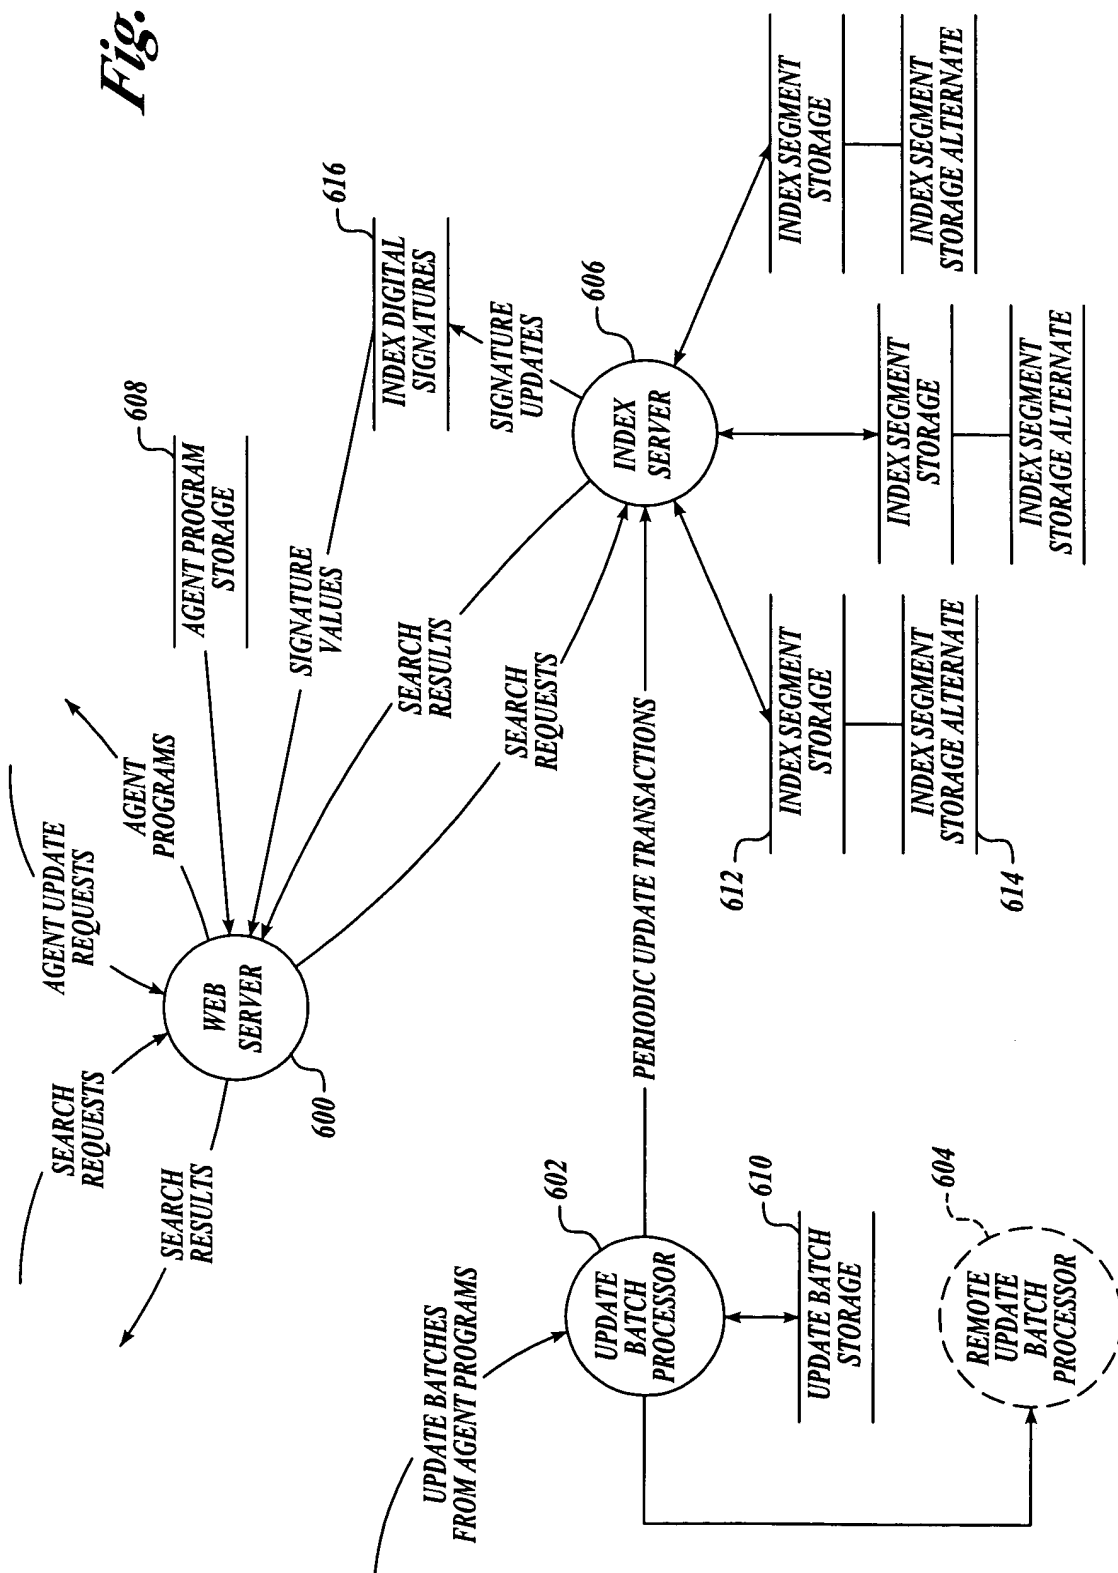 Fig.
SEARCH
REQUESTS
AGENT UPDATE
REQUESTS
AGENT
PROGRAMS
608
AGENT PROGRAM
STORAGE
616
INDEX DIGITAL
SIGNATURES
SEARCH
RESULTS
WEB
SERVER
600
SIGNATURE
VALUES
SEARCH
RESULTS
SEARCH
REQUESTS
SIGNATURE
UPDATES
606
INDEX
SERVER
UPDATE BATCHES
FROM AGENT PROGRAMS
602
UPDATE
BATCH
PROCESSOR
PERIODIC UPDATE TRANSACTIONS
610
UPDATE BATCH
STORAGE
604
REMOTE
UPDATE
BATCH
PROCESSOR
612
INDEX SEGMENT
STORAGE
INDEX SEGMENT
STORAGE ALTERNATE
614
INDEX SEGMENT
STORAGE
INDEX SEGMENT
STORAGE ALTERNATE
INDEX SEGMENT
STORAGE
INDEX SEGMENT
STORAGE ALTERNATE